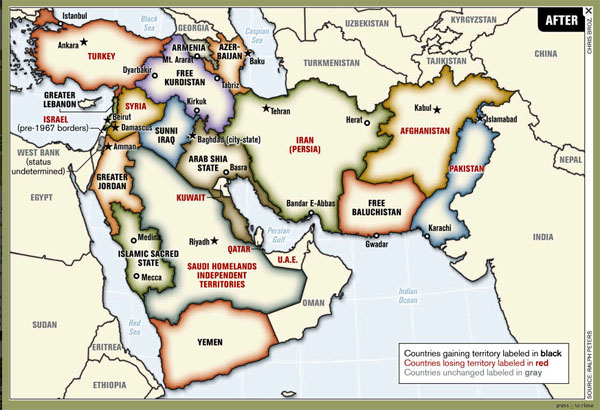 AFTER
CHRIS BROZ
Black
Sea
Istanbul
GEORGIA
Caspian
Sea
UZBEKISTAN
KYRGYZSTAN
Ankara
TURKEY
ARMENIA
Mt. Ararat
AZER-
BAIJAN
Baku
TURKMENISTAN
TAJIKISTAN
CHINA
Dyarbakir
FREE
KURDISTAN
Tabriz
GREATER
LEBANON
SYRIA
Kirkuk
Tehran
Herat
Kabul
Islamabad
ISRAEL
(pre-1967 borders)
Beirut
Damascus
SUNNI
IRAQ
Baghdad (city-state)
IRAN
(PERSIA)
AFGHANISTAN
WEST BANK
(status
undetermined)
Amman
ARAB SHIA
STATE
Basra
PAKISTAN
NEPAL
EGYPT
GREATER
JORDAN
KUWAIT
Bandar E-Abbas
FREE
BALUCHISTAN
Medina
Riyadh
Persian
Gulf
Gwadar
Karachi
INDIA
ISLAMIC SACRED
STATE
QATAR
U.A.E.
Mecca
SAUDI HOMELANDS
INDEPENDENT
TERRITORIES
OMAN
Indian
Ocean
SUDAN
Red
Sea
ERITREA
YEMEN
ETHIOPIA
Countries gaining territory labeled in black
Countries losing territory labeled in red
Countries unchanged labeled in gray
SOURCE: RALPH PETERS